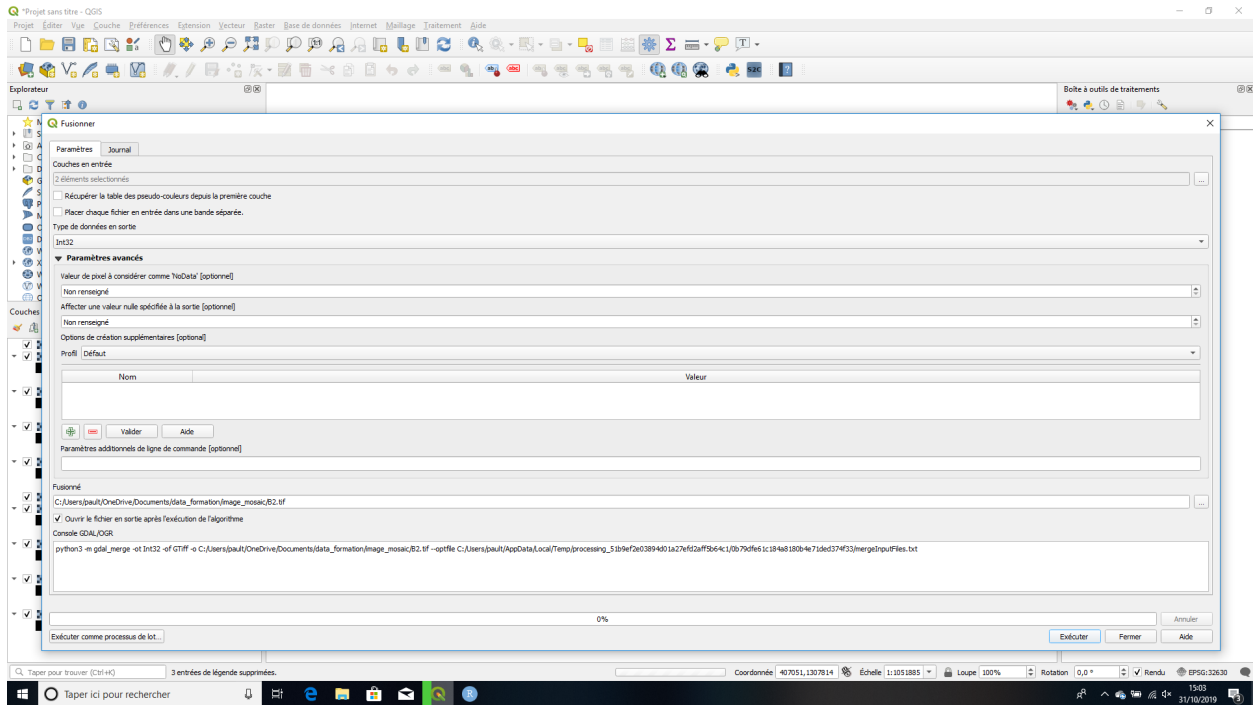 *Projet sans titre - QGIS
Projet Éditer Vue Couche Préférences Extension Vecteur Raster Base de données Internet Maillage Traitement Aide
Explorateur
Boîte à outils de traitements
Fusionner
Paramètres Journal
Couches en entrée
2 éléments selectionnés
...
Récupérer la table des pseudo-couleurs depuis la première couche
Placer chaque fichier en entrée dans une bande séparée.
Type de données en sortie
Int32
Paramètres avancés
Valeur de pixel à considérer comme 'NoData' [optionnel]
Non renseigné
Affecter une valeur nulle spécifiée à la sortie [optionnel]
Non renseigné
Options de création supplémentaires [optional]
Profil Défaut
Nom Valeur
Valider Aide
Paramètres additionnels de ligne de commande [optionnel]
Fusionné
C:/Users/pault/OneDrive/Documents/data_formation/image_mosaic/B2.tif
...
Ouvrir le fichier en sortie après l'exécution de l'algorithme
Console GDAL/OGR
python3 -m gdal_merge -ot Int32 -of GTiff -o C:/Users/pault/OneDrive/Documents/data_formation/image_mosaic/B2.tif --optfile C:/Users/pault/AppData/Local/Temp/processing_51b9ef2e03894d01a27efd2aff5b64c1/0b79dfe61c184a8180b4e71ded374f33/mergeInputFiles.txt
0%
Annuler
Exécuter comme processus de lot...
Exécuter Fermer Aide
Couches
Taper pour trouver (Ctrl+K)
3 entrées de légende supprimées.
Coordonnée 407051,1307814 Échelle 1:1051885 Loupe 100% Rotation 0,0 ° Rendu EPSG:32630
Taper ici pour rechercher
15:03
31/10/2019